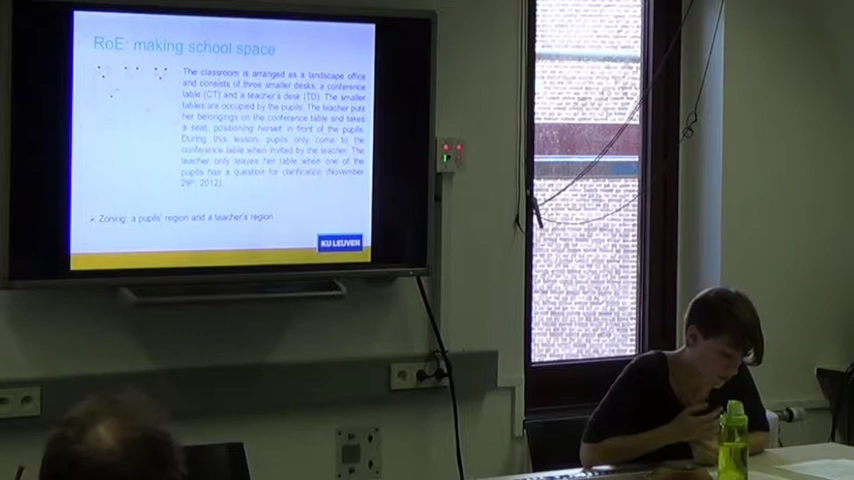 RoE: making school space
The classroom is arranged as a landscape office
and consists of three smaller desks, a conference
table (CT) and a teacher's desk (TD). The smaller
tables are occupied by the pupils. The teacher puts
her belongings on the conference table and takes
a seat, positioning herself in front of the pupils.
During this lesson, pupils only come to the
conference table when invited by the teacher. The
teacher only leaves her table when one of the
pupils has a question for clarification (November
29th, 2012).
➢ Zoning: a pupils' region and a teacher's region
KU LEUVEN